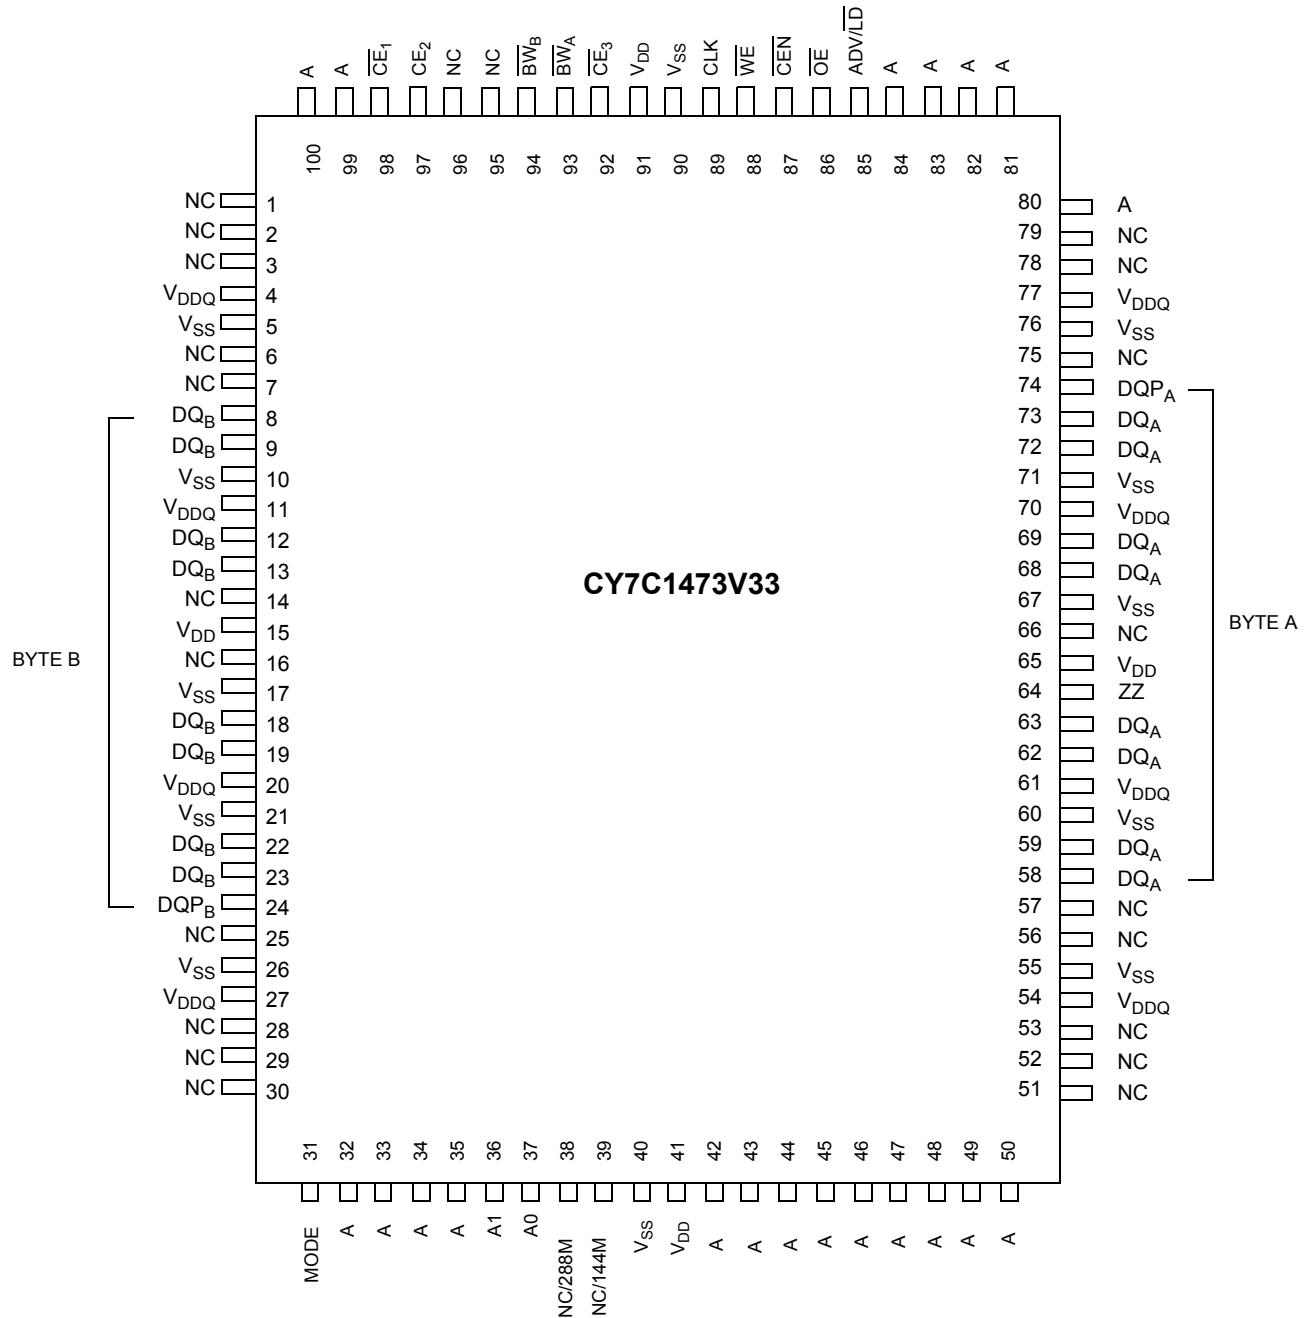 A A CE1 CE2 NC NC BWB BWA CE3 VDD VSS CLK WE CEN OE ADV/LD A A A A
100 99 98 97 96 95 94 93 92 91 90 89 88 87 86 85 84 83 82 81
NC 1 80 A
NC 2 79 NC
NC 3 78 NC
VDDQ 4 77 VDDQ
VSS 5 76 VSS
NC 6 75 NC
NC 7 74 DQPA
DQB 8 73 DQA
DQB 9 72 DQA
VSS 10 71 VSS
VDDQ 11 70 VDDQ
DQB 12 69 DQA
DQB 13 68 DQA
CY7C1473V33
NC 14 67 VSS
VDD 15 66 NC
BYTE A
NC 16 65 VDD
BYTE B
VSS 17 64 ZZ
DQB 18 63 DQA
DQB 19 62 DQA
VDDQ 20 61 VDDQ
VSS 21 60 VSS
DQB 22 59 DQA
DQB 23 58 DQA
DQPB 24 57 NC
NC 25 56 NC
VSS 26 55 VSS
VDDQ 27 54 VDDQ
NC 28 53 NC
NC 29 52 NC
NC 30 51 NC
31 32 33 34 35 36 37 38 39 40 41 42 43 44 45 46 47 48 49 50
MODE A A A A A1 A0 NC/288M NC/144M VSS VDD A A A A A A A A A